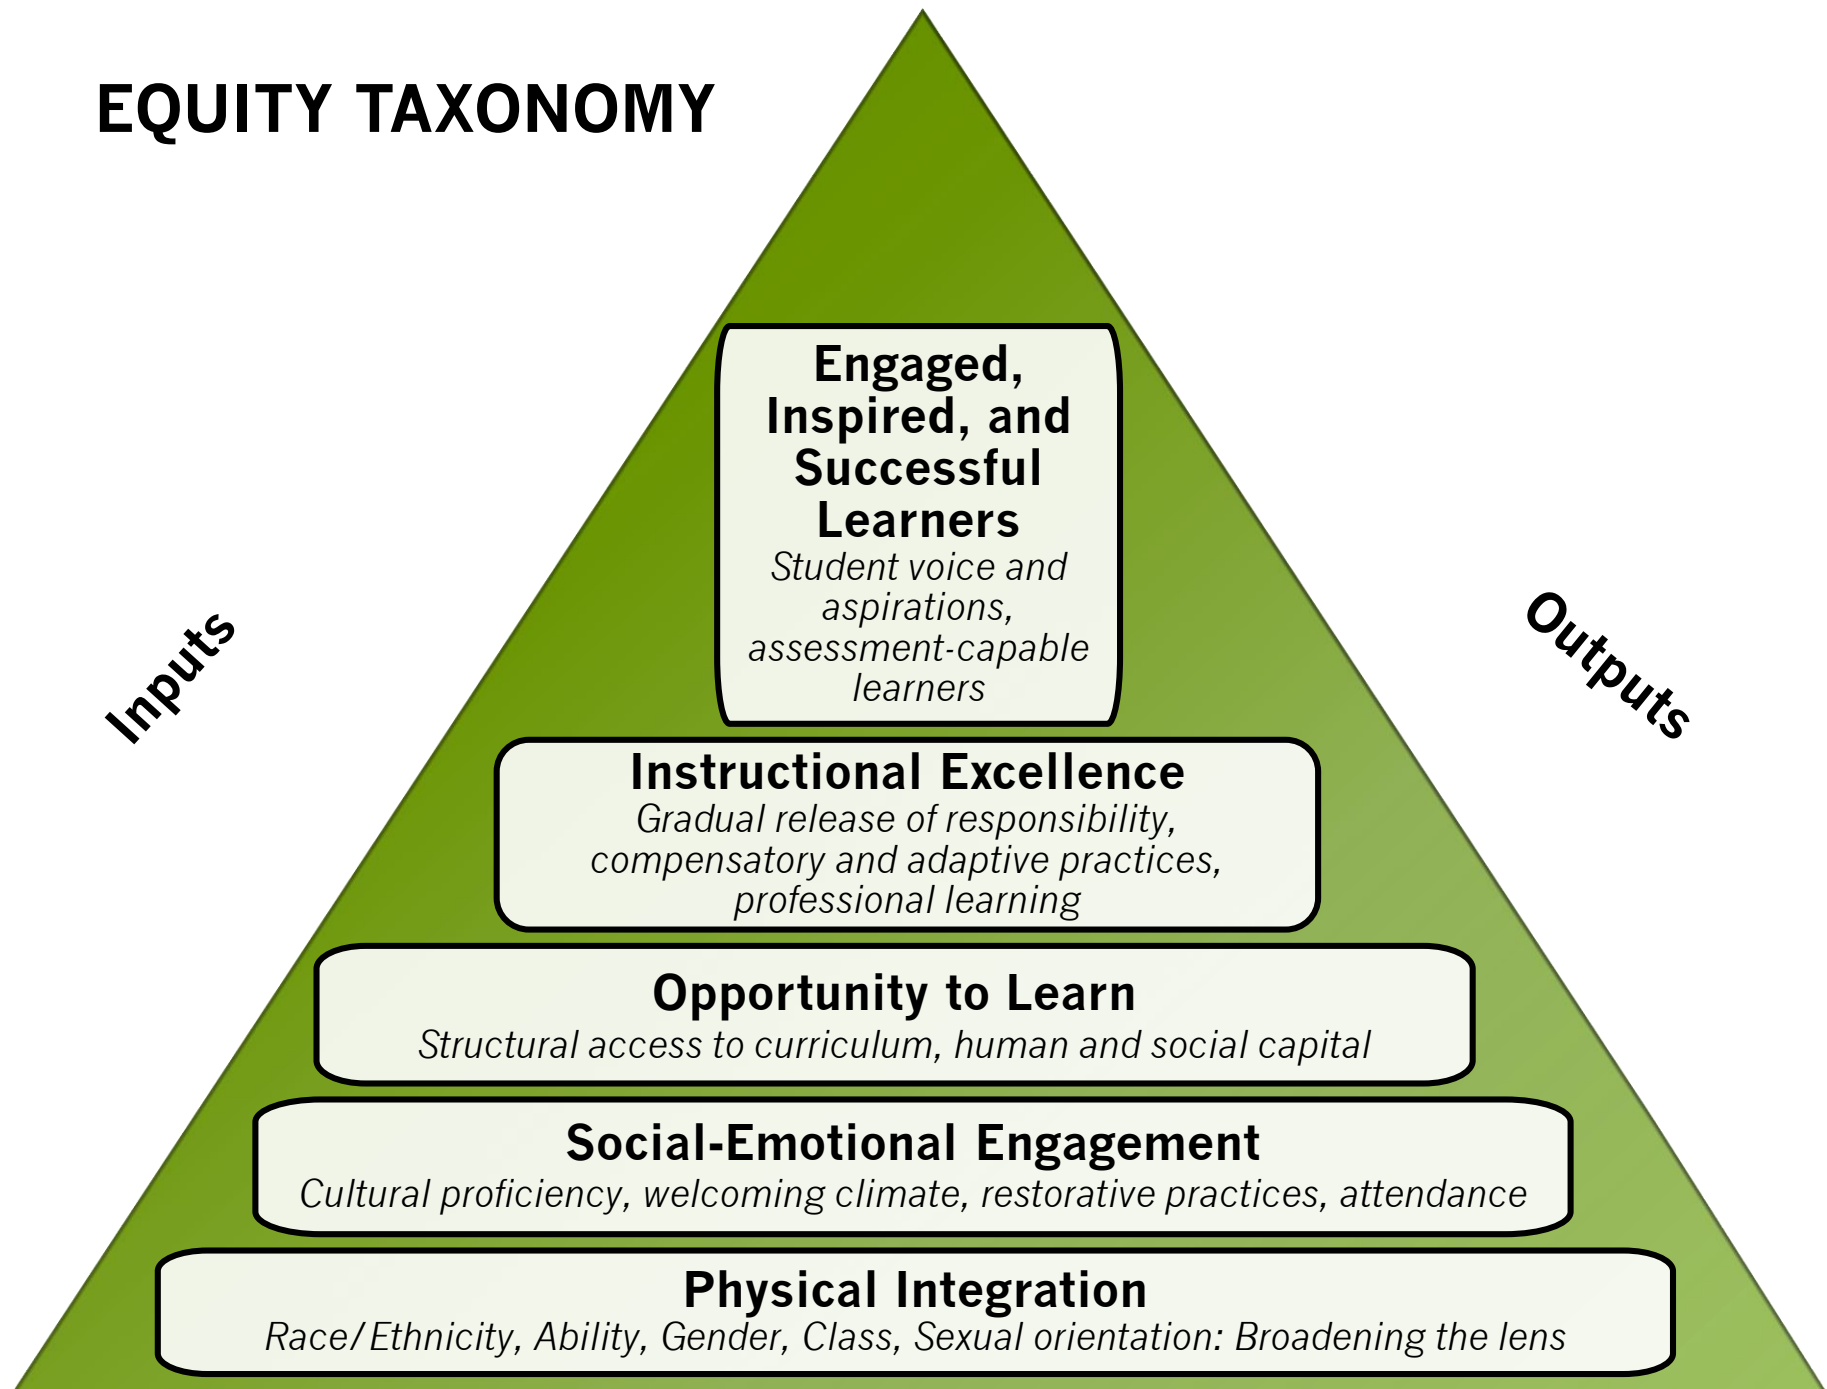 EQUITY TAXONOMY
Inputs
Outputs
Engaged,
Inspired, and
Successful
Learners
Student voice and
aspirations,
assessment-capable
learners
Instructional Excellence
Gradual release of responsibility,
compensatory and adaptive practices,
professional learning
Opportunity to Learn
Structural access to curriculum, human and social capital
Social-Emotional Engagement
Cultural proficiency, welcoming climate, restorative practices, attendance
Physical Integration
Race/Ethnicity, Ability, Gender, Class, Sexual orientation: Broadening the lens